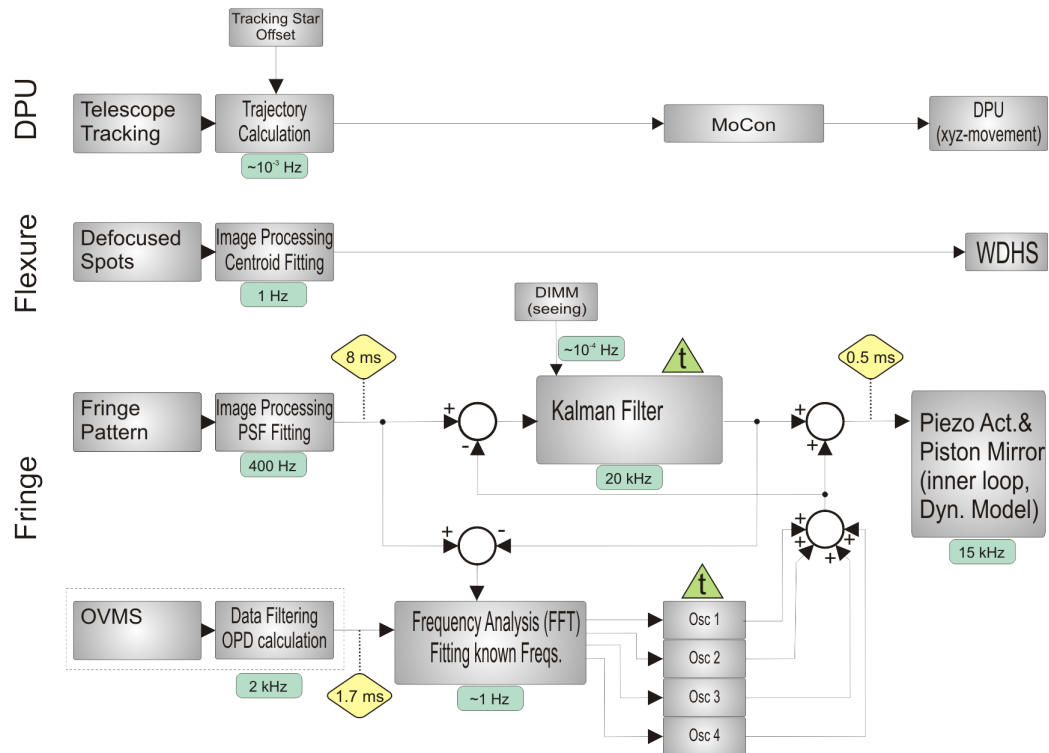 DPU
Tracking Star
Offset
Telescope
Tracking
Trajectory
Calculation
~10⁻³ Hz
MoCon
DPU
(xyz-movement)
Flexure
Defocused
Spots
Image Processing
Centroid Fitting
1 Hz
WDHS
Fringe
DIMM
(seeing)
~10⁻⁴ Hz
8 ms
t
0.5 ms
Fringe
Pattern
Image Processing
PSF Fitting
400 Hz
+
-
Kalman Filter
20 kHz
+
+
Piezo Act.&
Piston Mirror
(inner loop,
Dyn. Model)
15 kHz
+
-
+
+
+
+
OVMS
Data Filtering
OPD calculation
2 kHz
1.7 ms
Frequency Analysis (FFT)
Fitting known Freqs.
~1 Hz
t
Osc 1
Osc 2
Osc 3
Osc 4